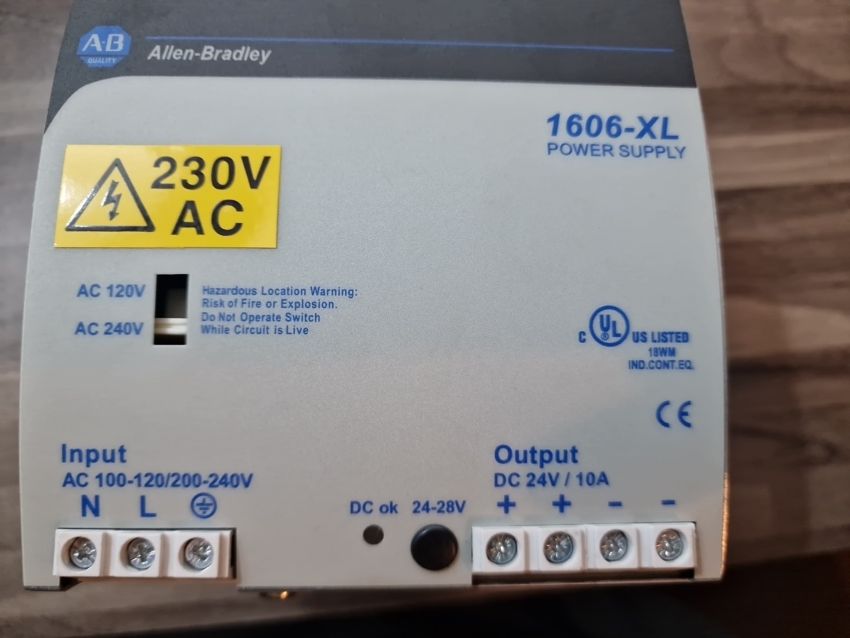 A-B
QUALITY
Allen-Bradley
1606-XL
POWER SUPPLY
230V
AC
AC 120V
AC 240V
Hazardous Location Warning:
Risk of Fire or Explosion.
Do Not Operate Switch
While Circuit is Live
C UL US LISTED
18WM
IND.CONT.EQ.
CE
Input
AC 100-120/200-240V
N L
DC ok 24-28V
Output
DC 24V / 10A
+ + - -